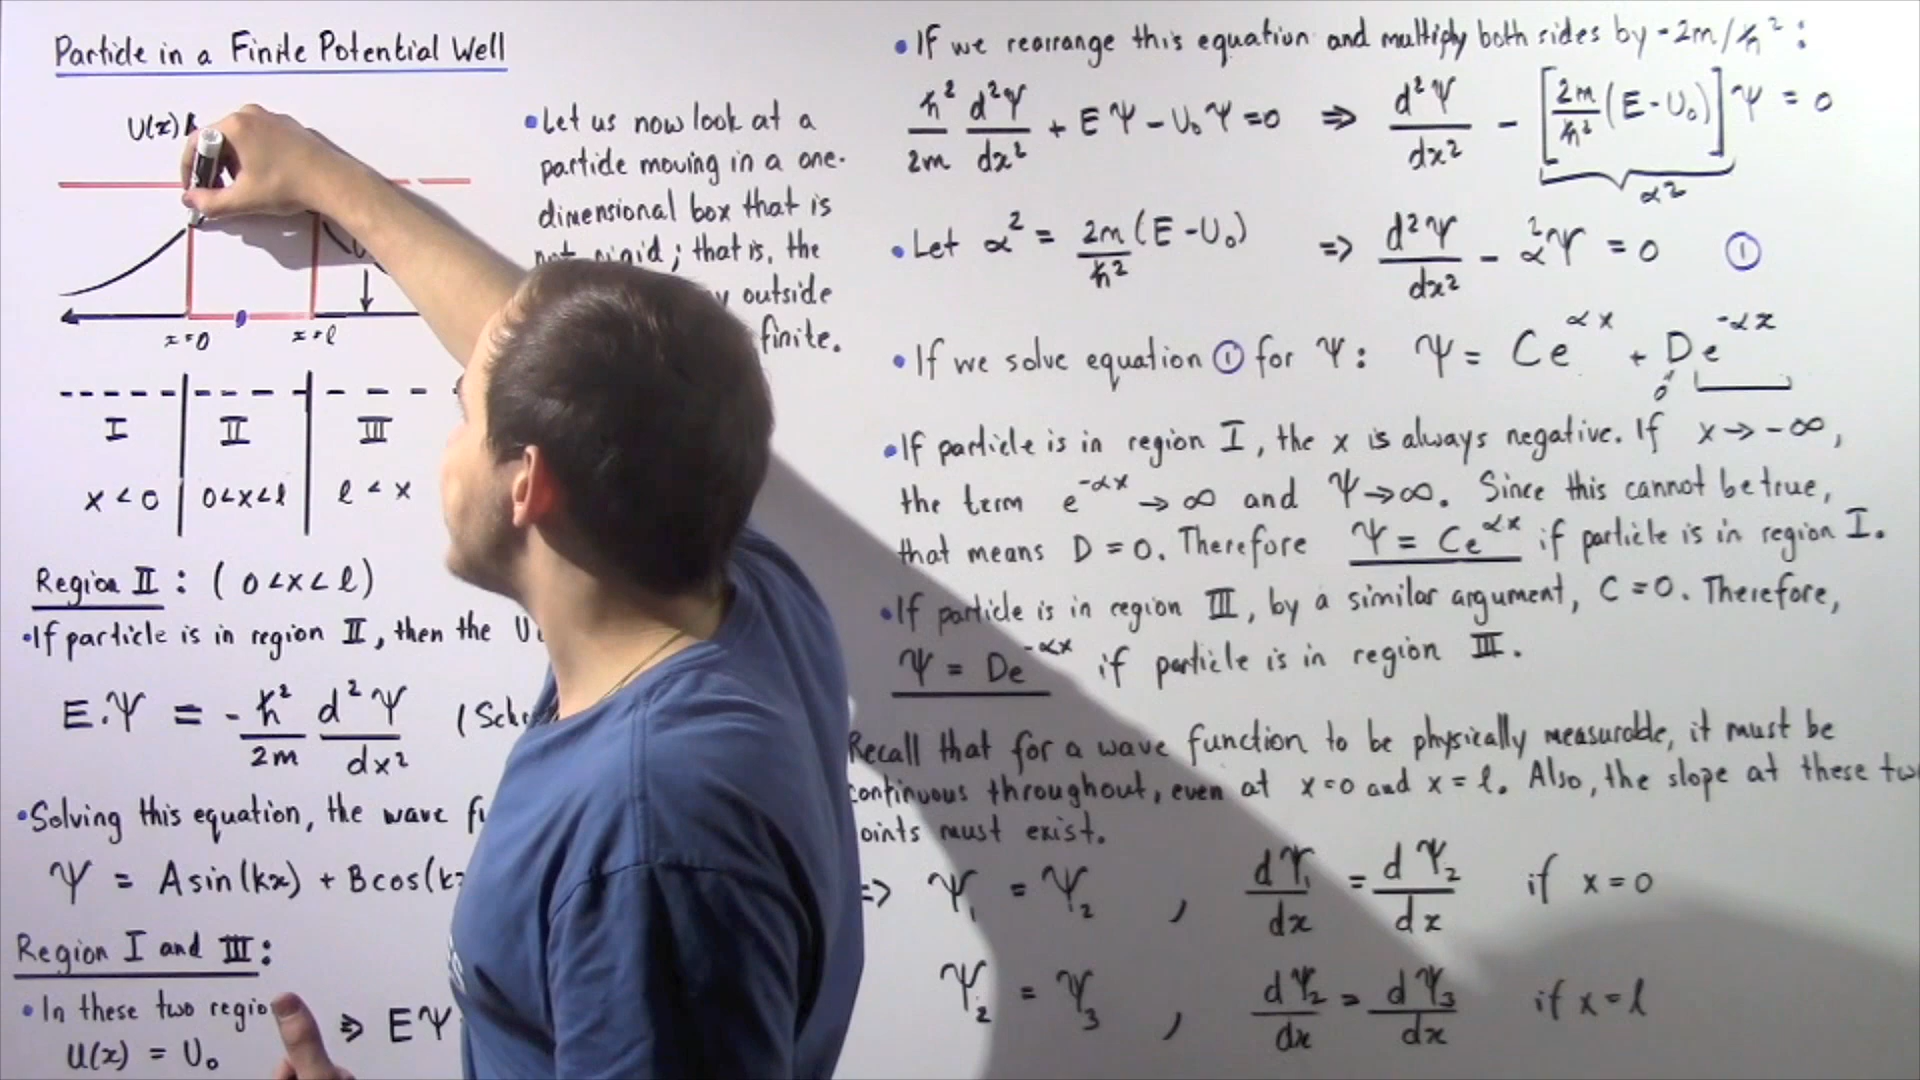 Particle in a Finite Potential Well
U(x)
x=0
x=l
I
II
III
x<0
0<x<l
l<x
• Let us now look at a
particle moving in a one-
dimensional box that is
not rigid; that is, the
outside
finite.
Region II: (0<x<l)
• If particle is in region II, then the U
E·Ψ = -ħ²/2m d²Ψ/dx²
• Solving this equation, the wave
Ψ = Asin(kx) + Bcos(k
Region I and III:
• In these two
U(x) = U₀
⇒ EΨ
• If we rearrange this equation and multiply both sides by -2m/ħ²:
ħ²/2m d²Ψ/dx² + EΨ - U₀Ψ = 0 ⇒ d²Ψ/dx² - [2m/ħ² (E-U₀)]Ψ = 0
α²
• Let α² = 2m/ħ² (E-U₀) ⇒ d²Ψ/dx² - α²Ψ = 0 ①
• If we solve equation ① for Ψ: Ψ = Ce^αx + De^-αx
0
• If particle is in region I, the x is always negative. If x→-∞,
the term e^-αx → ∞ and Ψ→∞. Since this cannot be true,
that means D = 0. Therefore Ψ = Ce^αx if particle is in region I.
• If particle is in region III, by a similar argument, C = 0. Therefore,
Ψ = De^-αx if particle is in region III.
Recall that for a wave function to be physically measurable, it must be
continuous throughout, even at x=0 and x=l. Also, the slope at these
oints must exist.
⇒ Ψ₁ = Ψ₂ , dΨ₁/dx = dΨ₂/dx if x=0
Ψ₂ = Ψ₃ , dΨ₂/dx = dΨ₃/dx if x=l